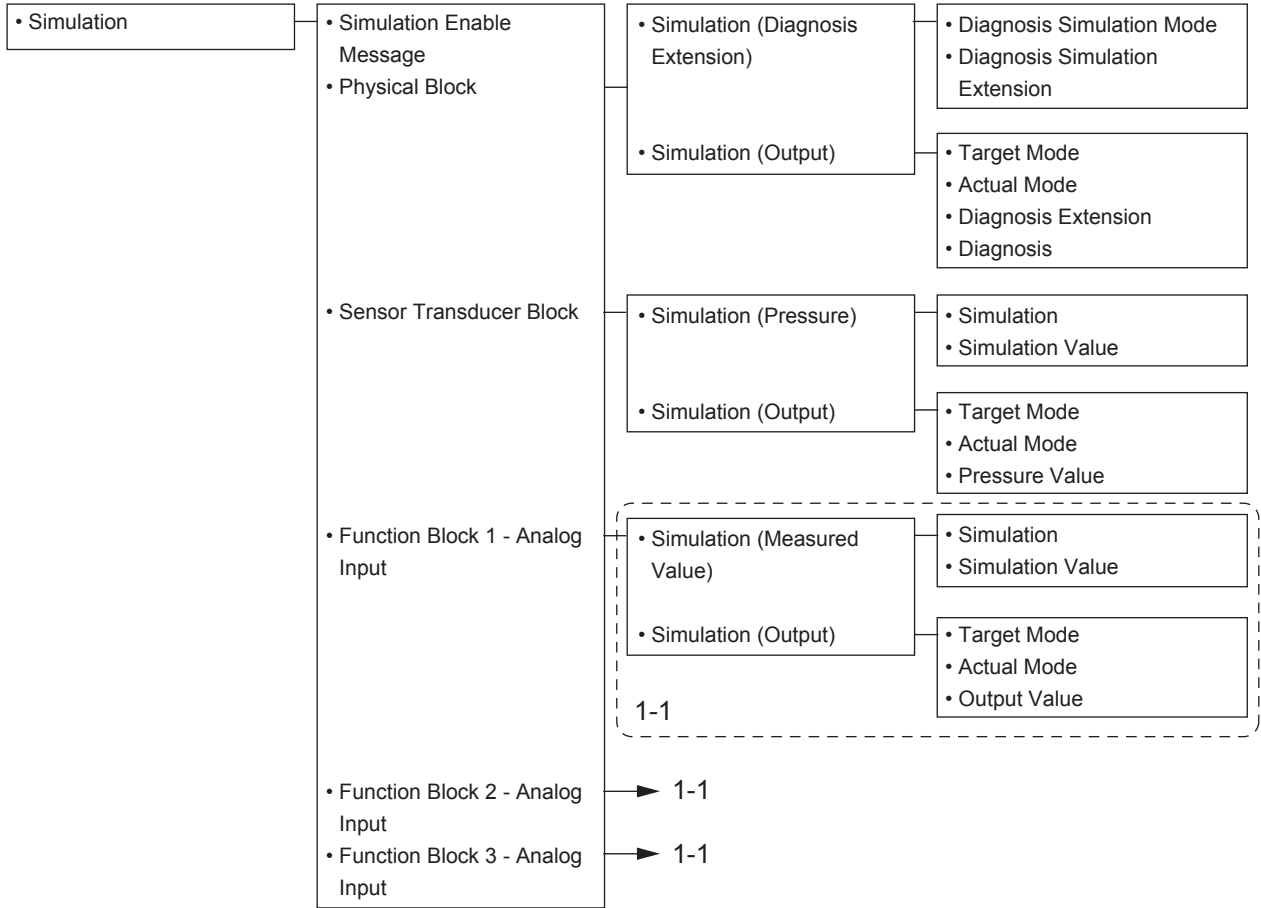 • Simulation
• Simulation Enable
Message
• Physical Block
• Simulation (Diagnosis
Extension)
• Diagnosis Simulation Mode
• Diagnosis Simulation
Extension
• Simulation (Output)
• Target Mode
• Actual Mode
• Diagnosis Extension
• Diagnosis
• Sensor Transducer Block
• Simulation (Pressure)
• Simulation
• Simulation Value
• Simulation (Output)
• Target Mode
• Actual Mode
• Pressure Value
• Function Block 1 - Analog
Input
• Simulation (Measured
Value)
• Simulation
• Simulation Value
• Simulation (Output)
• Target Mode
• Actual Mode
• Output Value
1-1
• Function Block 2 - Analog
Input
1-1
• Function Block 3 - Analog
Input
1-1